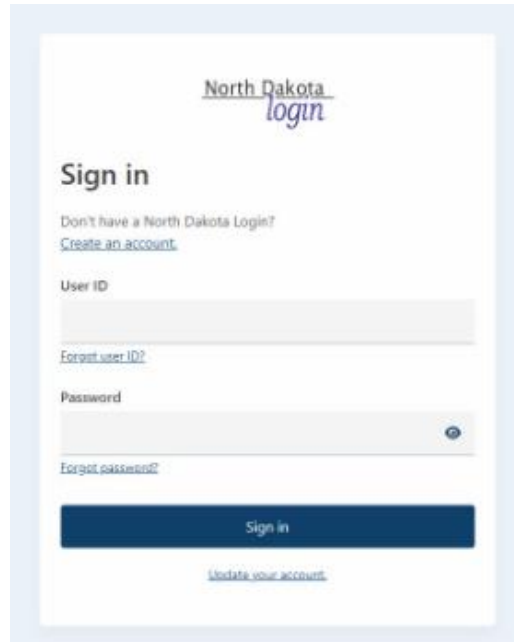 North Dakota
login
Sign in
Don't have a North Dakota Login?
Create an account.
User ID
Forgot user ID?
Password
Forgot password?
Sign in
Update your account.